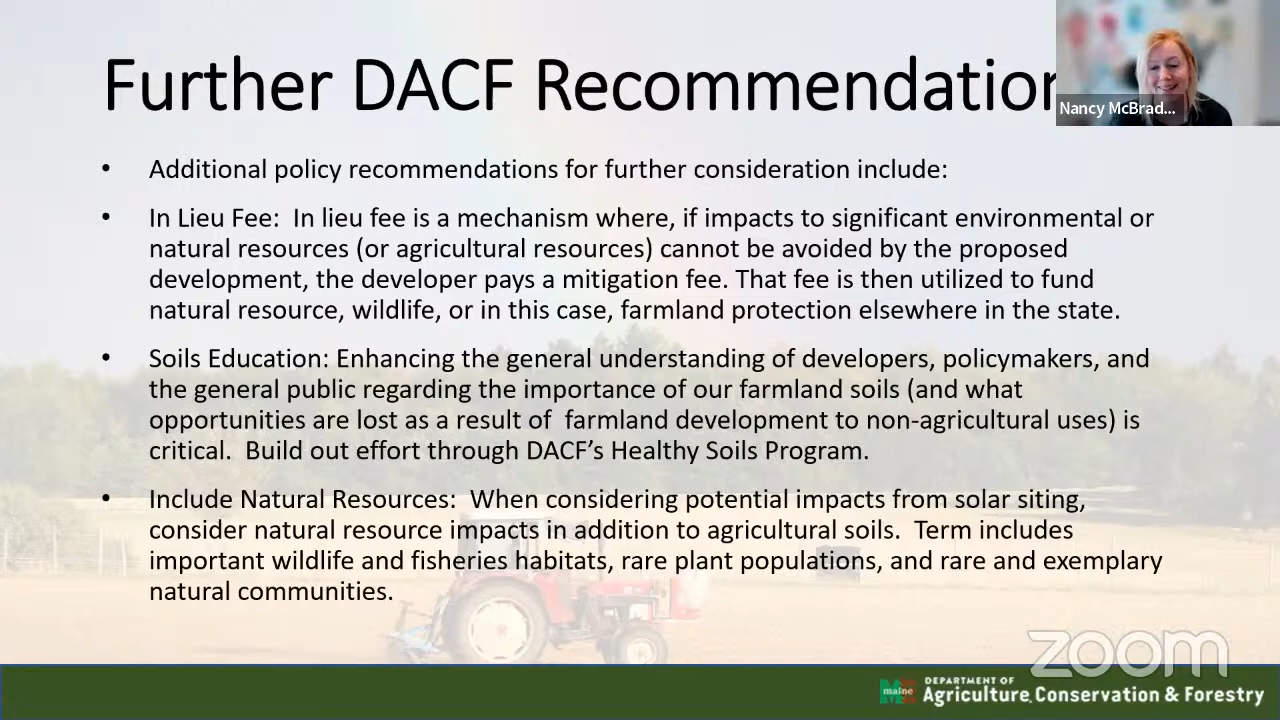 Further DACF Recommendation
Nancy McBrad...
• Additional policy recommendations for further consideration include:
• In Lieu Fee:  In lieu fee is a mechanism where, if impacts to significant environmental or
natural resources (or agricultural resources) cannot be avoided by the proposed
development, the developer pays a mitigation fee. That fee is then utilized to fund
natural resource, wildlife, or in this case, farmland protection elsewhere in the state.
• Soils Education: Enhancing the general understanding of developers, policymakers, and
the general public regarding the importance of our farmland soils (and what
opportunities are lost as a result of  farmland development to non-agricultural uses) is
critical.  Build out effort through DACF’s Healthy Soils Program.
• Include Natural Resources:  When considering potential impacts from solar siting,
consider natural resource impacts in addition to agricultural soils.  Term includes
important wildlife and fisheries habitats, rare plant populations, and rare and exemplary
natural communities.
zoom
maine
DEPARTMENT OF
Agriculture, Conservation & Forestry